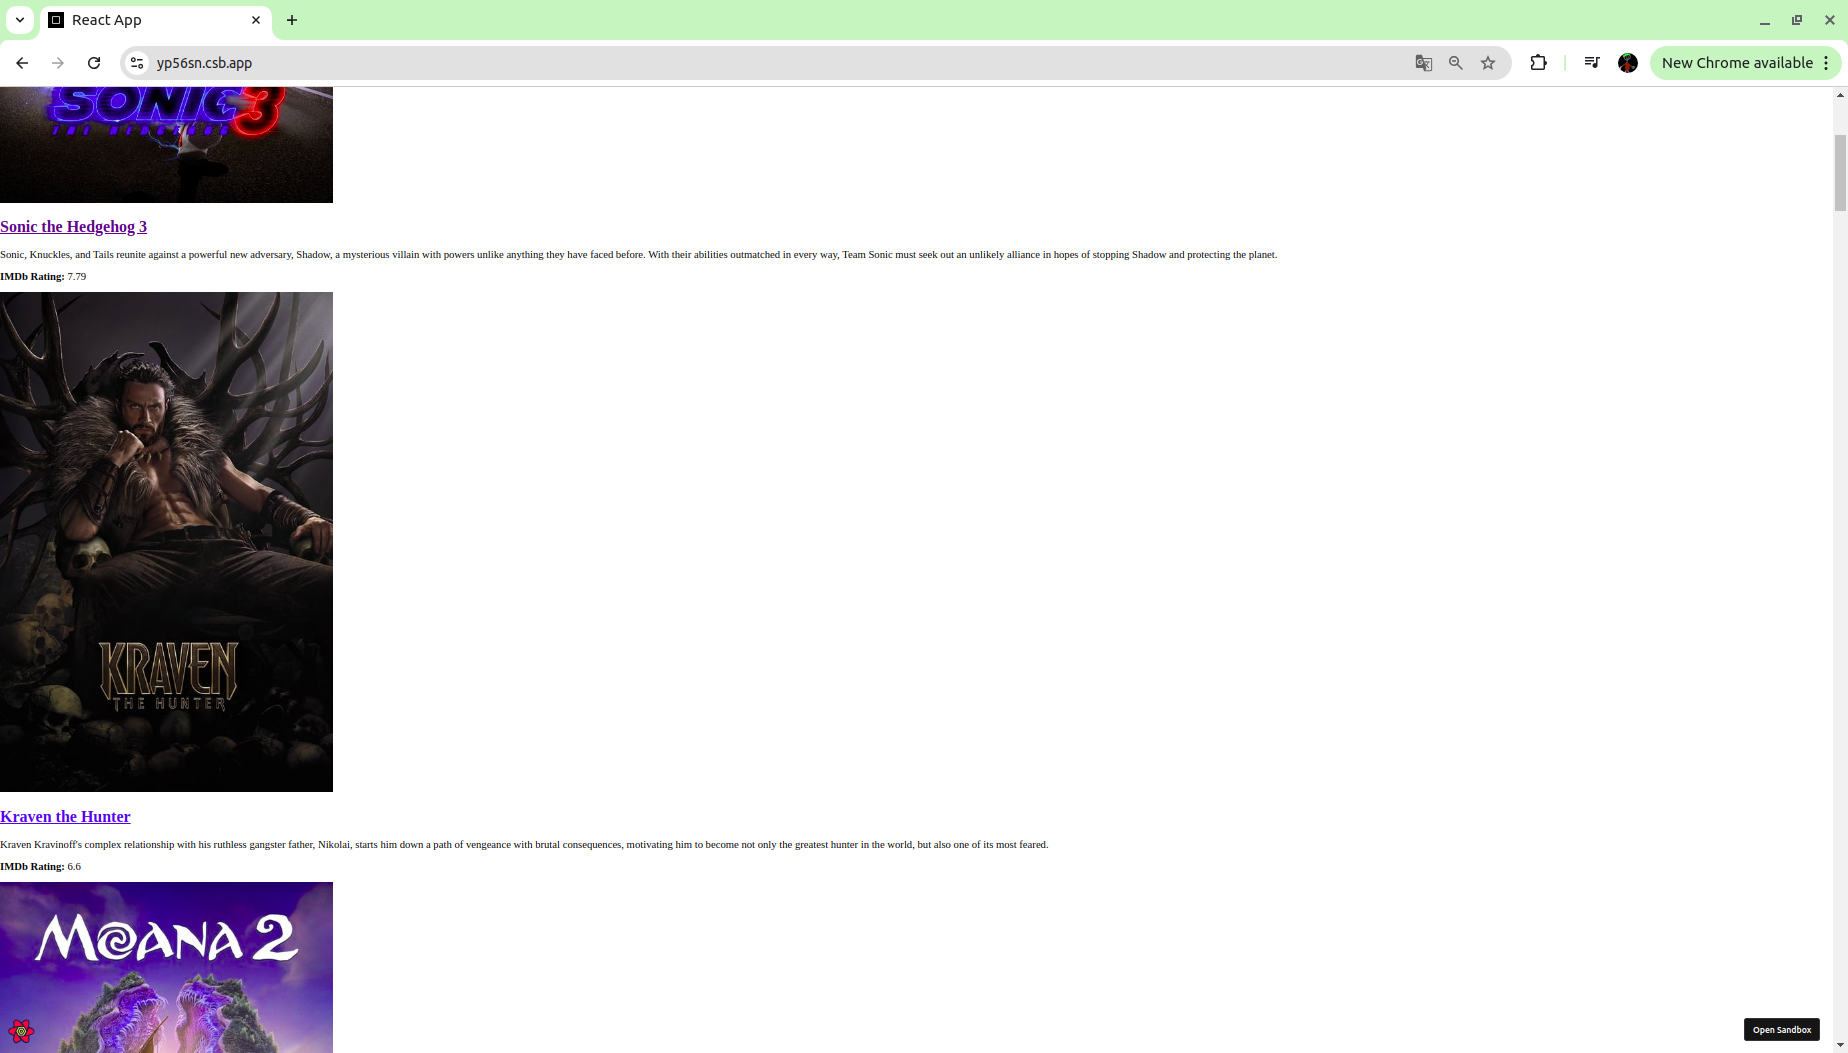 React App
yp56sn.csb.app
New Chrome available
SONIC 3
THE HEDGEHOG
Sonic the Hedgehog 3
Sonic, Knuckles, and Tails reunite against a powerful new adversary, Shadow, a mysterious villain with powers unlike anything they have faced before. With their abilities outmatched in every way, Team Sonic must seek out an unlikely alliance in hopes of stopping Shadow and protecting the planet.
IMDb Rating: 7.79
KRAVEN
THE HUNTER
Kraven the Hunter
Kraven Kravinoff's complex relationship with his ruthless gangster father, Nikolai, starts him down a path of vengeance with brutal consequences, motivating him to become not only the greatest hunter in the world, but also one of its most feared.
IMDb Rating: 6.6
MOANA 2
Open Sandbox